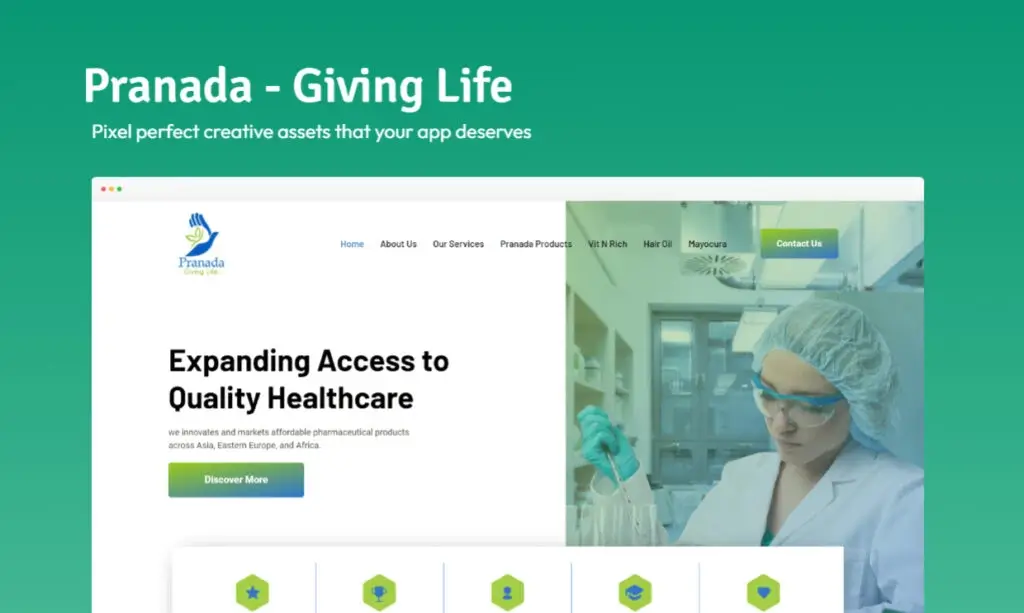 Pranada - Giving Life
Pixel perfect creative assets that your app deserves
Pranada
Giving Life
Home About Us Our Services Pranada Products Vit N Rich Hair Oil Mayocura Contact Us
Expanding Access to
Quality Healthcare
we innovates and markets affordable pharmaceutical products
across Asia, Eastern Europe, and Africa.
Discover More